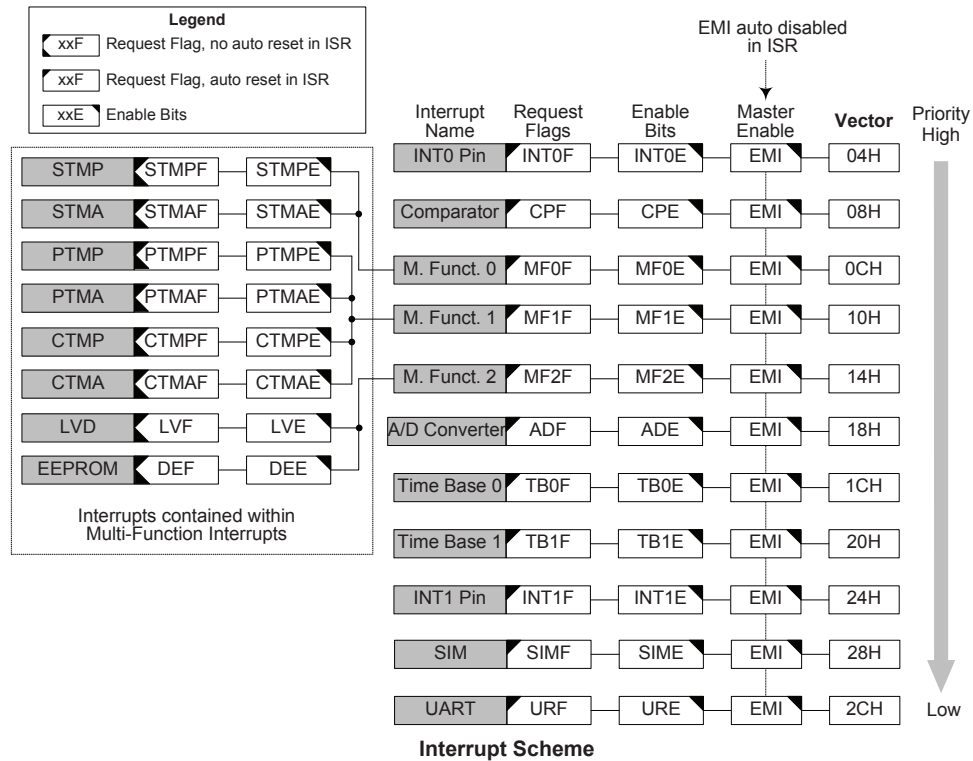 Legend
xxF Request Flag, no auto reset in ISR
xxF Request Flag, auto reset in ISR
xxE Enable Bits
EMI auto disabled
in ISR
Interrupt Name Request Flags Enable Bits Master Enable Vector Priority
High
STMP STMPF STMPE
STMA STMAF STMAE
PTMP PTMPF PTMPE
PTMA PTMAF PTMAE
CTMP CTMPF CTMPE
CTMA CTMAF CTMAE
LVD LVF LVE
EEPROM DEF DEE
Interrupts contained within
Multi-Function Interrupts
INT0 Pin INT0F INT0E EMI 04H
Comparator CPF CPE EMI 08H
M. Funct. 0 MF0F MF0E EMI 0CH
M. Funct. 1 MF1F MF1E EMI 10H
M. Funct. 2 MF2F MF2E EMI 14H
A/D Converter ADF ADE EMI 18H
Time Base 0 TB0F TB0E EMI 1CH
Time Base 1 TB1F TB1E EMI 20H
INT1 Pin INT1F INT1E EMI 24H
SIM SIMF SIME EMI 28H
UART URF URE EMI 2CH Low
Interrupt Scheme